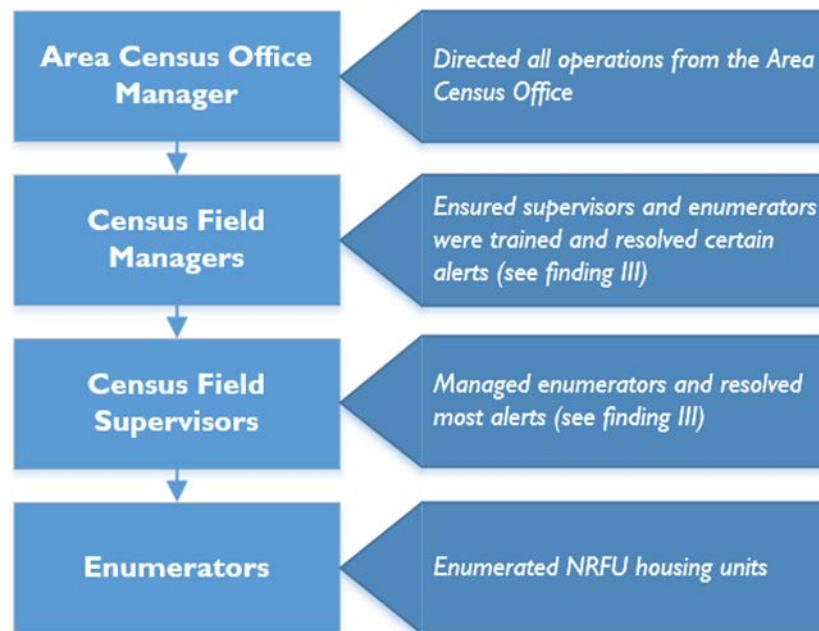 Area Census Office
Manager
Directed all operations from the Area
Census Office
Census Field
Managers
Ensured supervisors and enumerators
were trained and resolved certain
alerts (see finding III)
Census Field
Supervisors
Managed enumerators and resolved
most alerts (see finding III)
Enumerators
Enumerated NRFU housing units